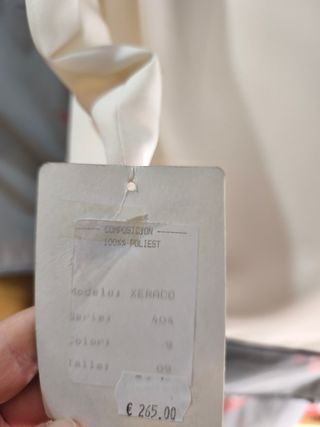 COMPOSICION
100%% POLIEST
Modelo: XERACO
Serie: 404
Color: 9
Talla: 09
€ 265.00